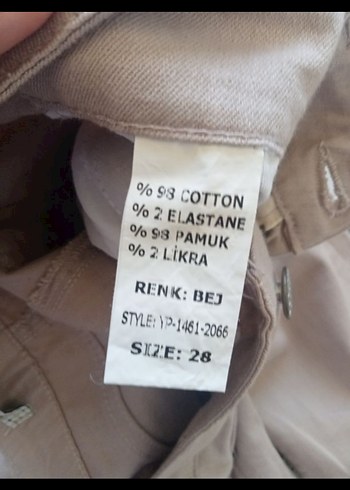 % 98 COTTON
% 2 ELASTANE
% 98 PAMUK
% 2 LİKRA
RENK: BEJ
STYLE: YP-1461-2066
SIZE: 28